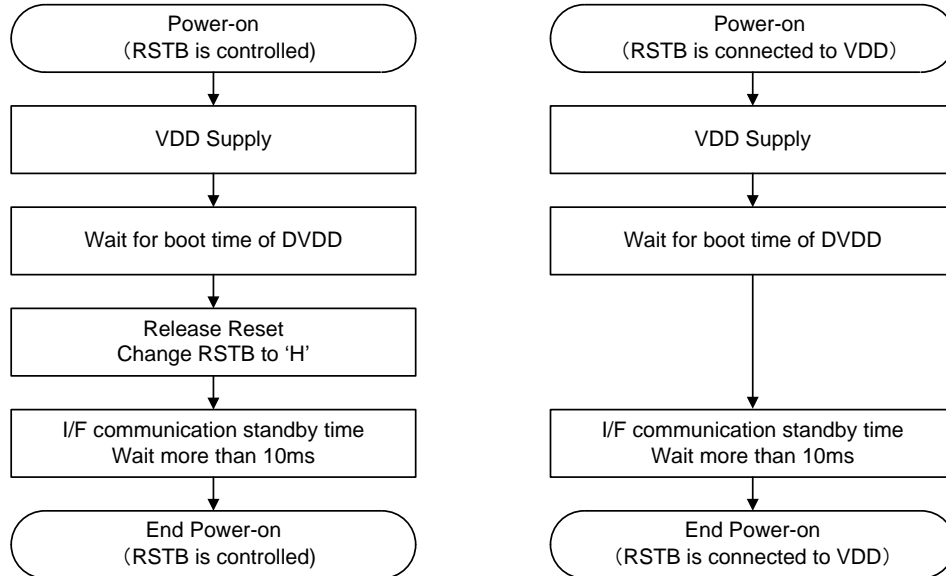 Power-on
（RSTB is controlled)
VDD Supply
Wait for boot time of DVDD
Release Reset
Change RSTB to ‘H’
I/F communication standby time
Wait more than 10ms
End Power-on
（RSTB is controlled)
Power-on
（RSTB is connected to VDD）
VDD Supply
Wait for boot time of DVDD
I/F communication standby time
Wait more than 10ms
End Power-on
（RSTB is connected to VDD）